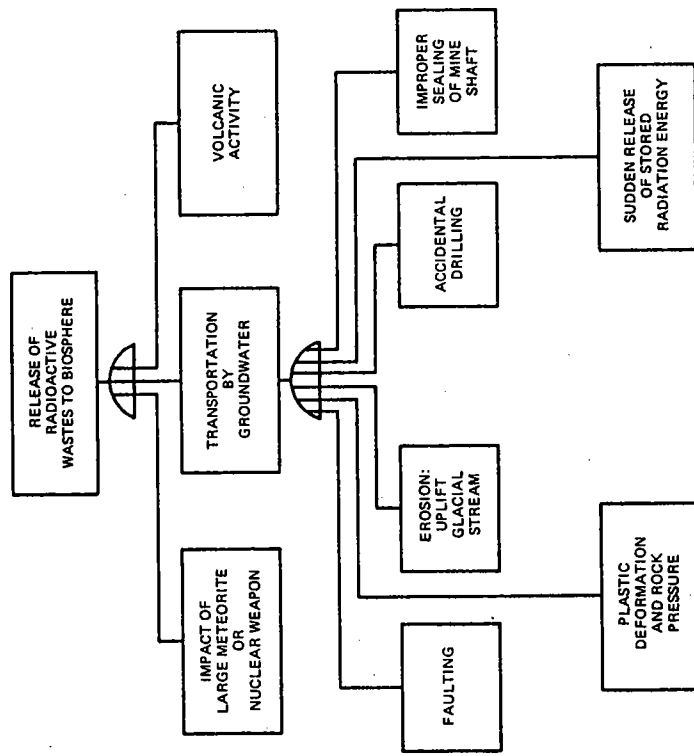 RELEASE OF
RADIOACTIVE
WASTES TO BIOSPHERE
IMPACT OF
LARGE METEORITE
OR
NUCLEAR WEAPON
TRANSPORTATION
BY
GROUNDWATER
VOLCANIC
ACTIVITY
FAULTING
EROSION:
UPLIFT
GLACIAL
STREAM
ACCIDENTAL
DRILLING
IMPROPER
SEALING
OF MINE
SHAFT
PLASTIC
DEFORMATION
AND ROCK
PRESSURE
SUDDEN RELEASE
OF STORED
RADIATION ENERGY